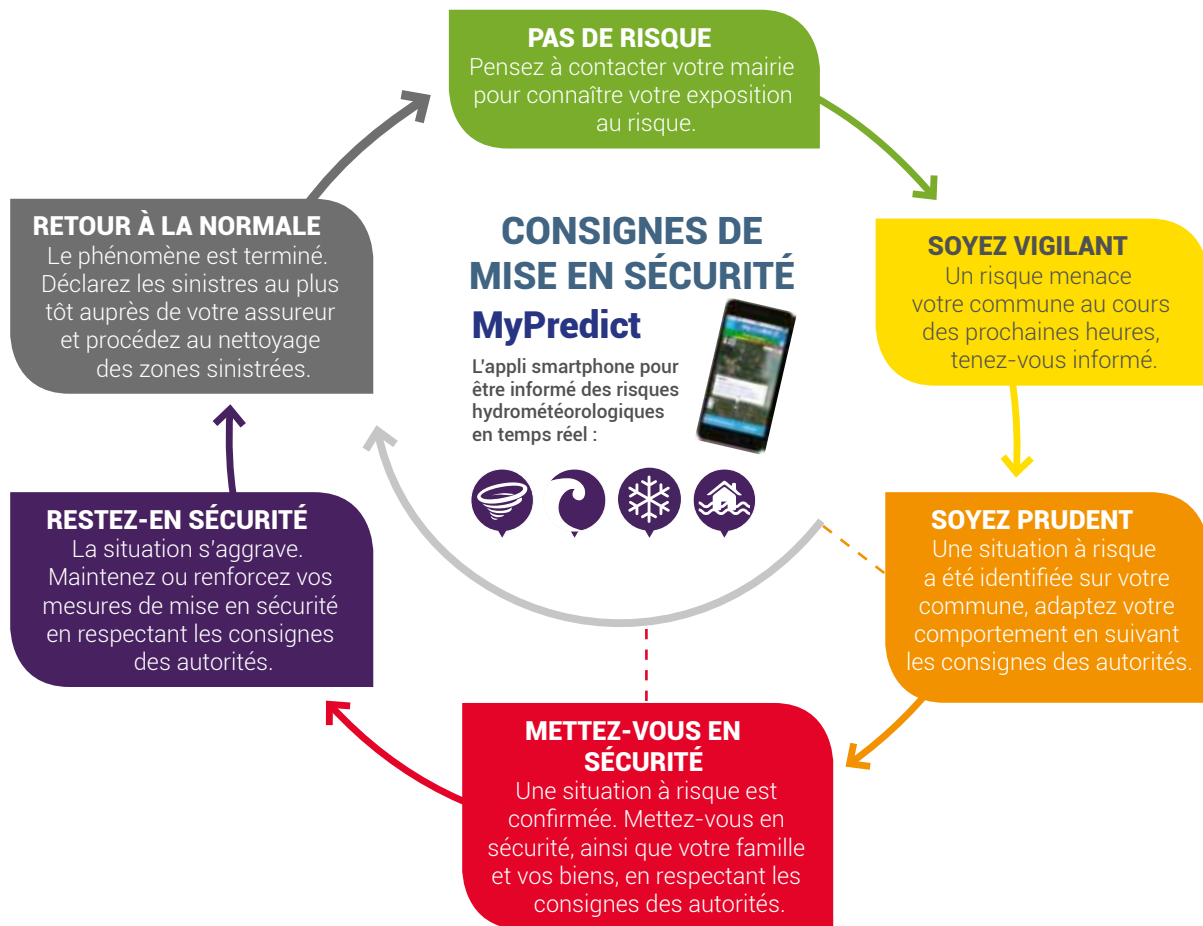 PAS DE RISQUE
Pensez à contacter votre mairie
pour connaître votre exposition
au risque.
SOYEZ VIGILANT
Un risque menace
votre commune au cours
des prochaines heures,
tenez-vous informé.
SOYEZ PRUDENT
Une situation à risque
a été identifiée sur votre
commune, adaptez votre
comportement en suivant
les consignes des autorités.
METTEZ-VOUS EN
SÉCURITÉ
Une situation à risque est
confirmée. Mettez-vous en
sécurité, ainsi que votre famille
et vos biens, en respectant les
consignes des autorités.
RESTEZ-EN SÉCURITÉ
La situation s'aggrave.
Maintenez ou renforcez vos
mesures de mise en sécurité
en respectant les consignes
des autorités.
RETOUR À LA NORMALE
Le phénomène est terminé.
Déclarez les sinistres au plus
tôt auprès de votre assureur
et procédez au nettoyage
des zones sinistrées.
CONSIGNES DE
MISE EN SÉCURITÉ
MyPredict
L'appli smartphone pour
être informé des risques
hydrométéorologiques
en temps réel :